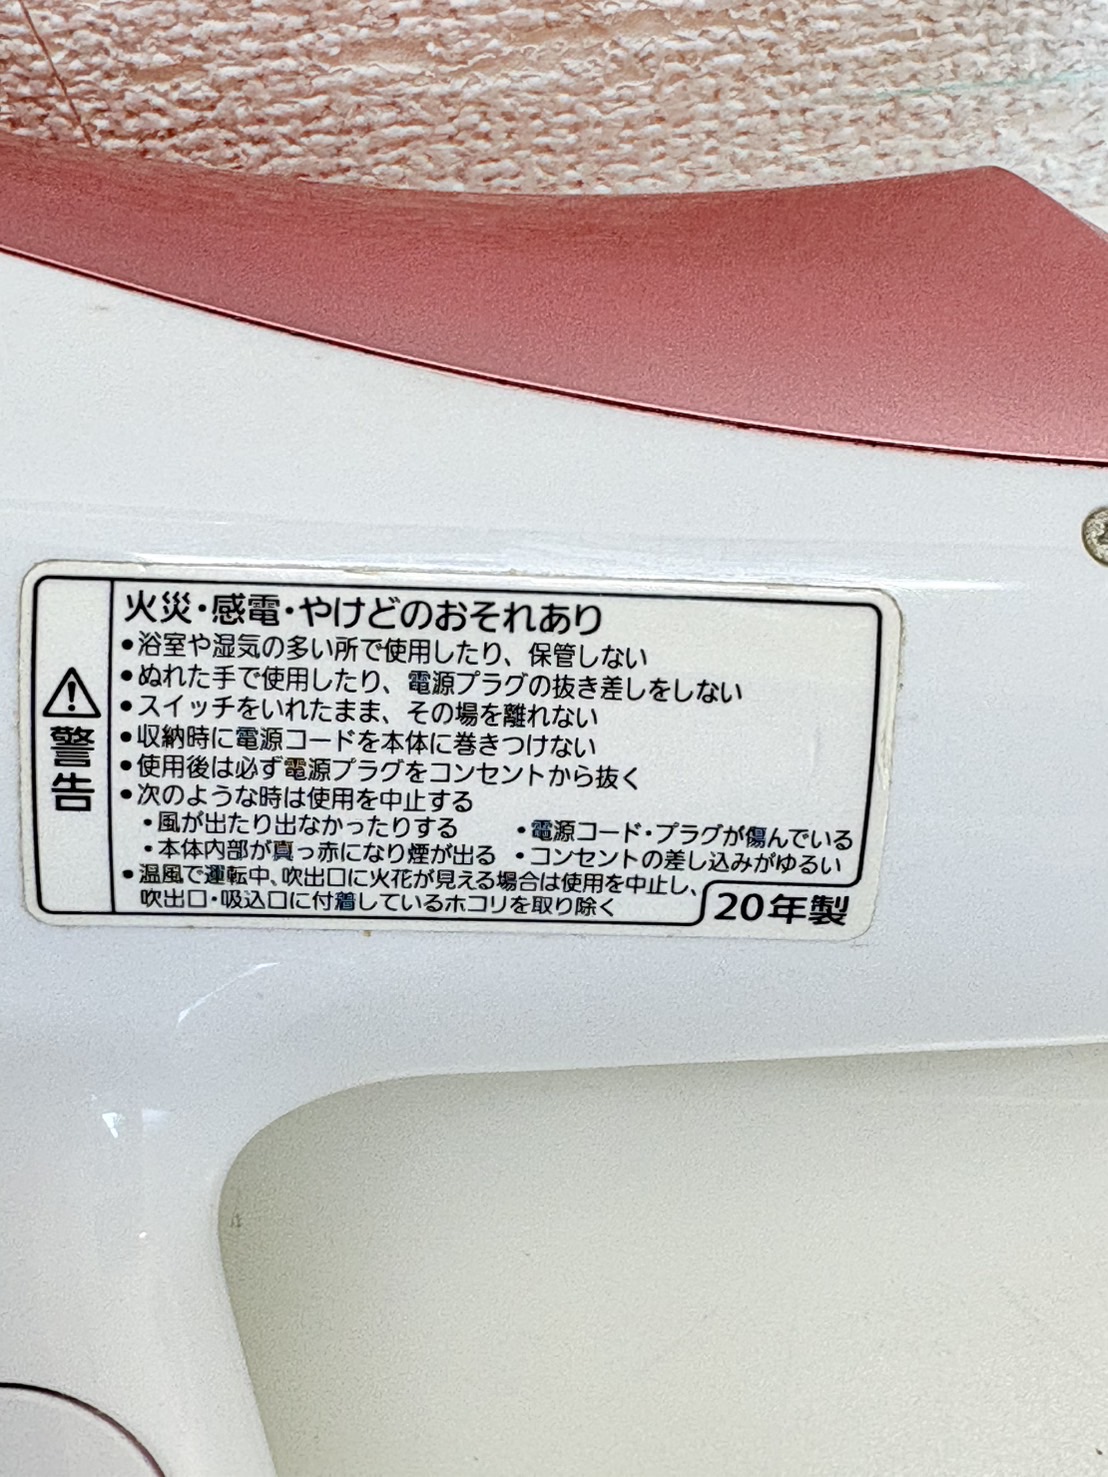 火災・感電・やけどのおそれあり
•浴室や湿気の多い所で使用したり、保管しない
•ぬれた手で使用したり、電源プラグの抜き差しをしない
•スイッチをいれたまま、その場を離れない
•収納時に電源コードを本体に巻きつけない
•使用後は必ず電源プラグをコンセントから抜く
•次のような時は使用を中止する
・風が出たり出なかったりする ・電源コード・プラグが傷んでいる
・本体内部が真っ赤になり煙が出る ・コンセントの差し込みがゆるい
•温風で運転中、吹出口に火花が見える場合は使用を中止し、
吹出口・吸込口に付着しているホコリを取り除く
警告
20年製